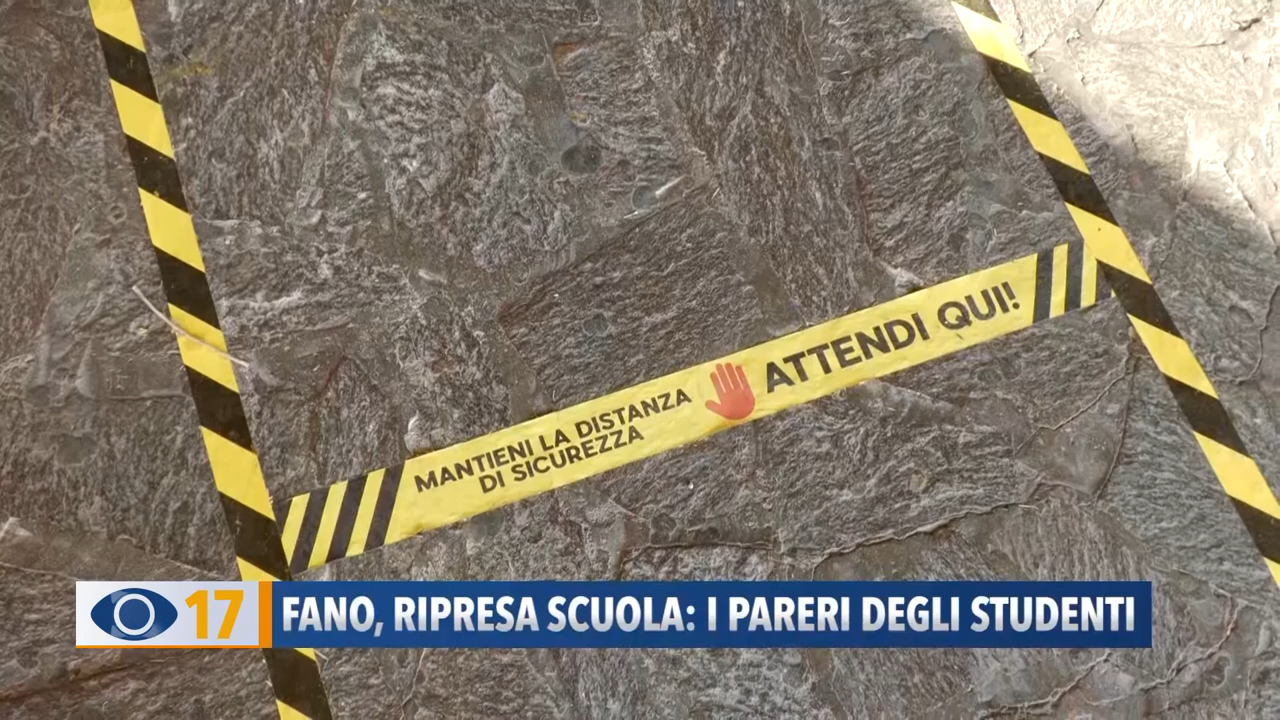 MANTIENI LA DISTANZA
DI SICUREZZA
ATTENDI QUI!
17
FANO, RIPRESA SCUOLA: I PARERI DEGLI STUDENTI